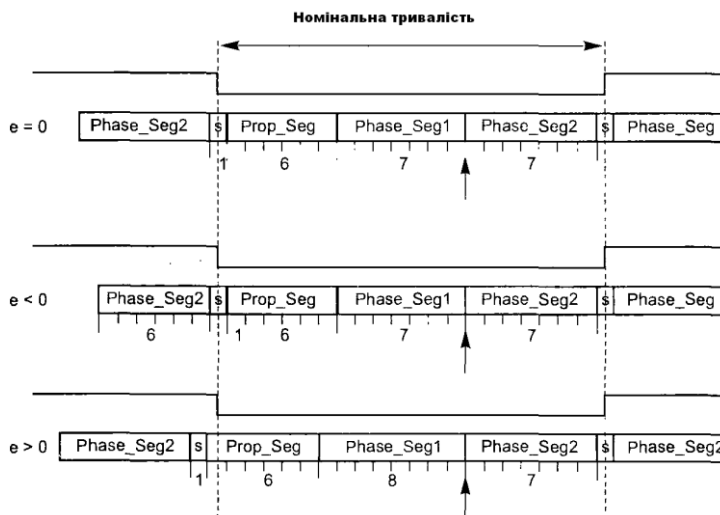 Номінальна тривалість
e = 0
Phase_Seg2 s Prop_Seg Phase_Seg1 Phase_Seg2 s Phase_Seg
1 6 7 7
e < 0
Phase_Seg2 s Prop_Seg Phase_Seg1 Phase_Seg2 s Phase_Seg
6 1 6 7 7
e > 0
Phase_Seg2 s Prop_Seg Phase_Seg1 Phase_Seg2 s Phase_Seg2
1 6 8 7